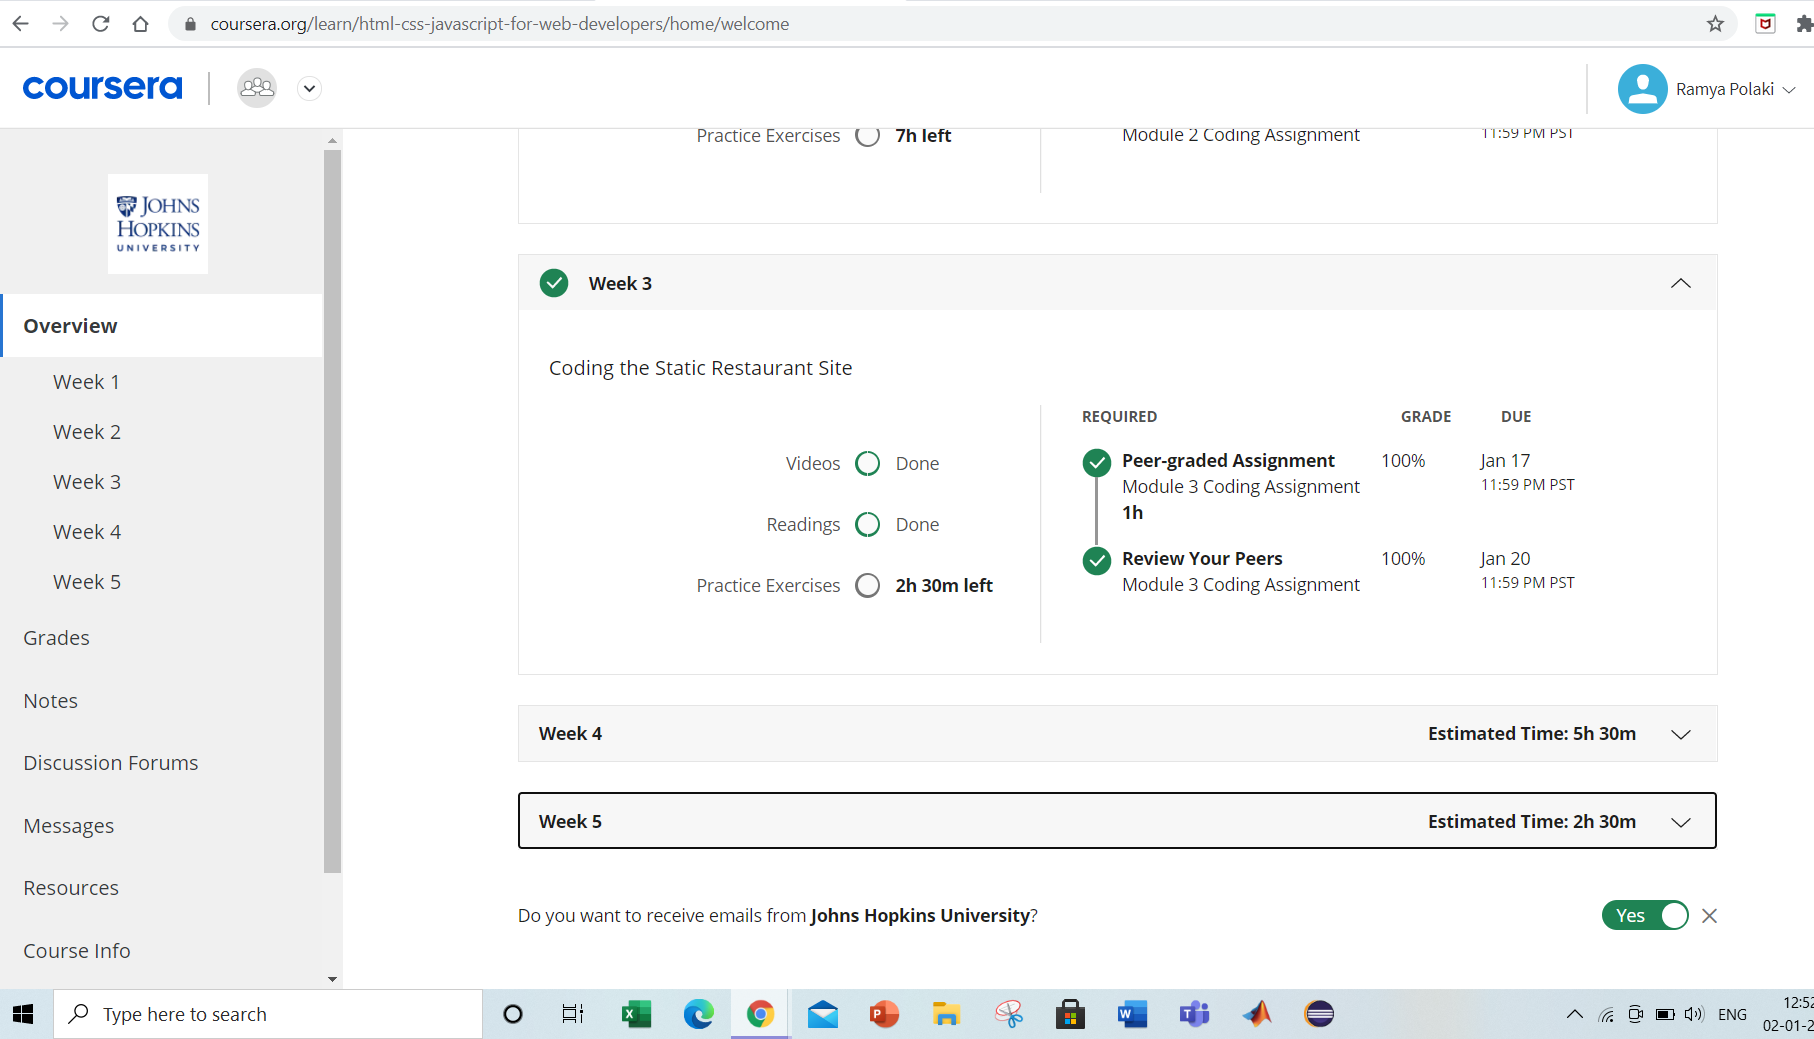 coursera.org/learn/html-css-javascript-for-web-developers/home/welcome
coursera
Ramya Polaki
Practice Exercises 7h left
Module 2 Coding Assignment
11:59 PM PST
JOHNS
HOPKINS
UNIVERSITY
Overview
Week 1
Week 2
Week 3
Week 4
Week 5
Grades
Notes
Discussion Forums
Messages
Resources
Course Info
Week 3
Coding the Static Restaurant Site
Videos Done
Readings Done
Practice Exercises 2h 30m left
REQUIRED GRADE DUE
Peer-graded Assignment 100% Jan 17
Module 3 Coding Assignment 11:59 PM PST
1h
Review Your Peers 100% Jan 20
Module 3 Coding Assignment 11:59 PM PST
Week 4 Estimated Time: 5h 30m
Week 5 Estimated Time: 2h 30m
Do you want to receive emails from Johns Hopkins University?
Yes
Type here to search
ENG
12:52
02-01-2